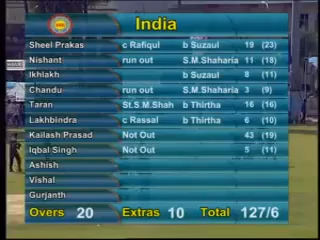 India
Sheel Prakas c Rafiqul b Suzaul 19 (23)
Nishant run out S.M.Shaharia 11 (18)
Ikhlakh b Suzaul 8 (11)
Chandu run out S.M.Shaharia 3 (9)
Taran St.S.M.Shah b Thirtha 16 (16)
Lakhbindra c Rassal b Thirtha 6 (10)
Kailash Prasad Not Out 43 (19)
Iqbal Singh Not Out 5 (11)
Ashish
Vishal
Gurjanth
Overs 20 Extras 10 Total 127/6